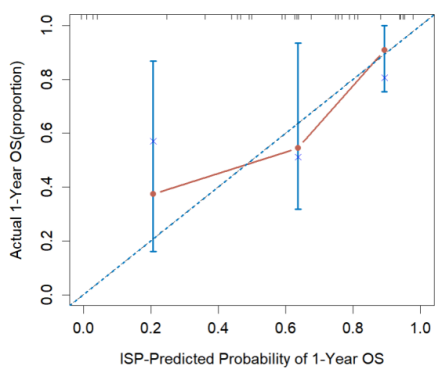 Actual 1-Year OS(proportion)
1.0
0.8
0.6
0.4
0.2
0.0
0.0 0.2 0.4 0.6 0.8 1.0
ISP-Predicted Probability of 1-Year OS